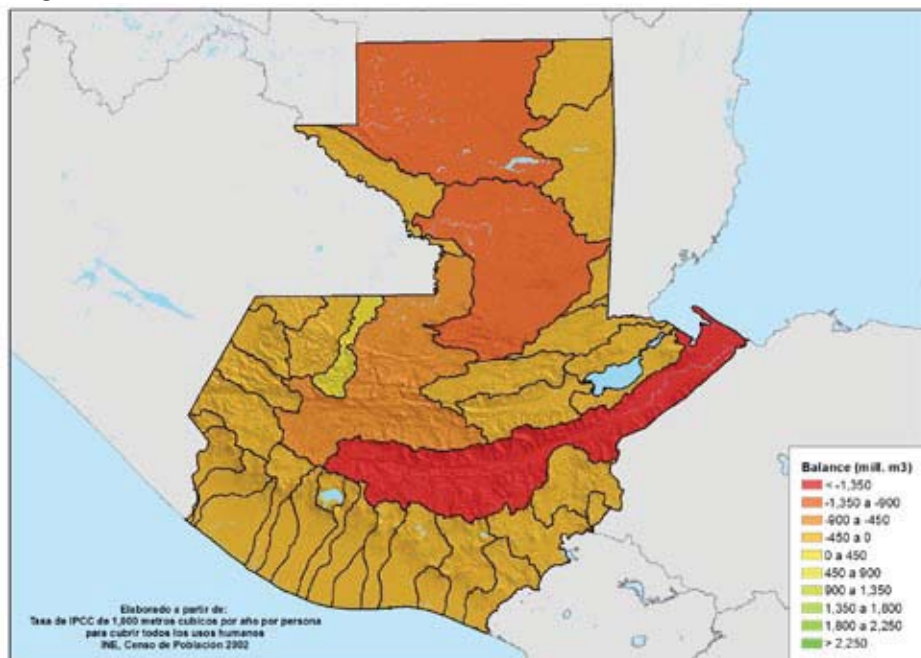 Balance (mill. m3)
< -1,350
-1,350 a -900
-900 a -450
-450 a 0
0 a 450
450 a 900
900 a 1,350
1,350 a 1,800
1,800 a 2,250
> 2,250
Elaborado a partir de:
Tasa de IPCC de 1,000 metros cubicos por año por persona
para cubrir todos los usos humanos
INE, Censo de Población 2002